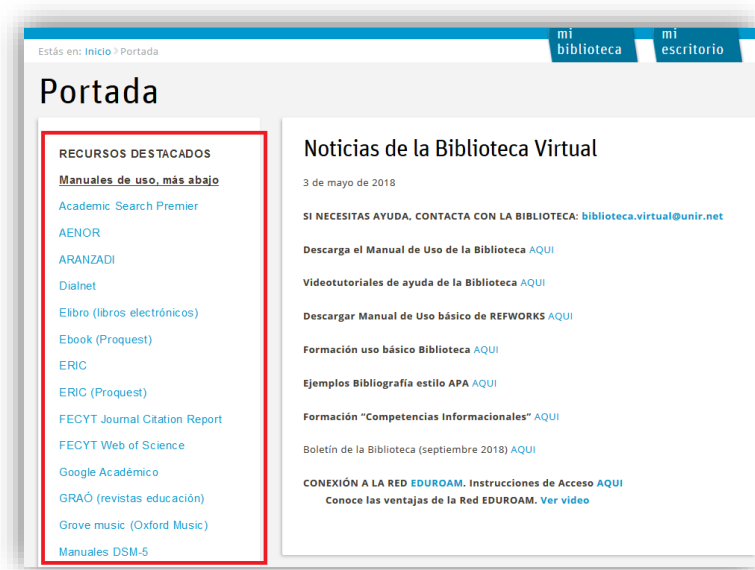 mi biblioteca
mi escritorio
Estás en: Inicio > Portada
Portada
RECURSOS DESTACADOS
Manuales de uso, más abajo
Academic Search Premier
AENOR
ARANZADI
Dialnet
Elibro (libros electrónicos)
Ebook (Proquest)
ERIC
ERIC (Proquest)
FECYT Journal Citation Report
FECYT Web of Science
Google Académico
GRAÓ (revistas educación)
Grove music (Oxford Music)
Manuales DSM-5
Noticias de la Biblioteca Virtual
3 de mayo de 2018
SI NECESITAS AYUDA, CONTACTA CON LA BIBLIOTECA: biblioteca.virtual@unir.net
Descarga el Manual de Uso de la Biblioteca AQUI
Videotutoriales de ayuda de la Biblioteca AQUI
Descargar Manual de Uso básico de REFWORKS AQUI
Formación uso básico Biblioteca AQUI
Ejemplos Bibliografía estilo APA AQUI
Formación “Competencias Informacionales” AQUI
Boletín de la Biblioteca (septiembre 2018) AQUI
CONEXIÓN A LA RED EDUROAM. Instrucciones de Acceso AQUI
Conoce las ventajas de la Red EDUROAM. Ver video